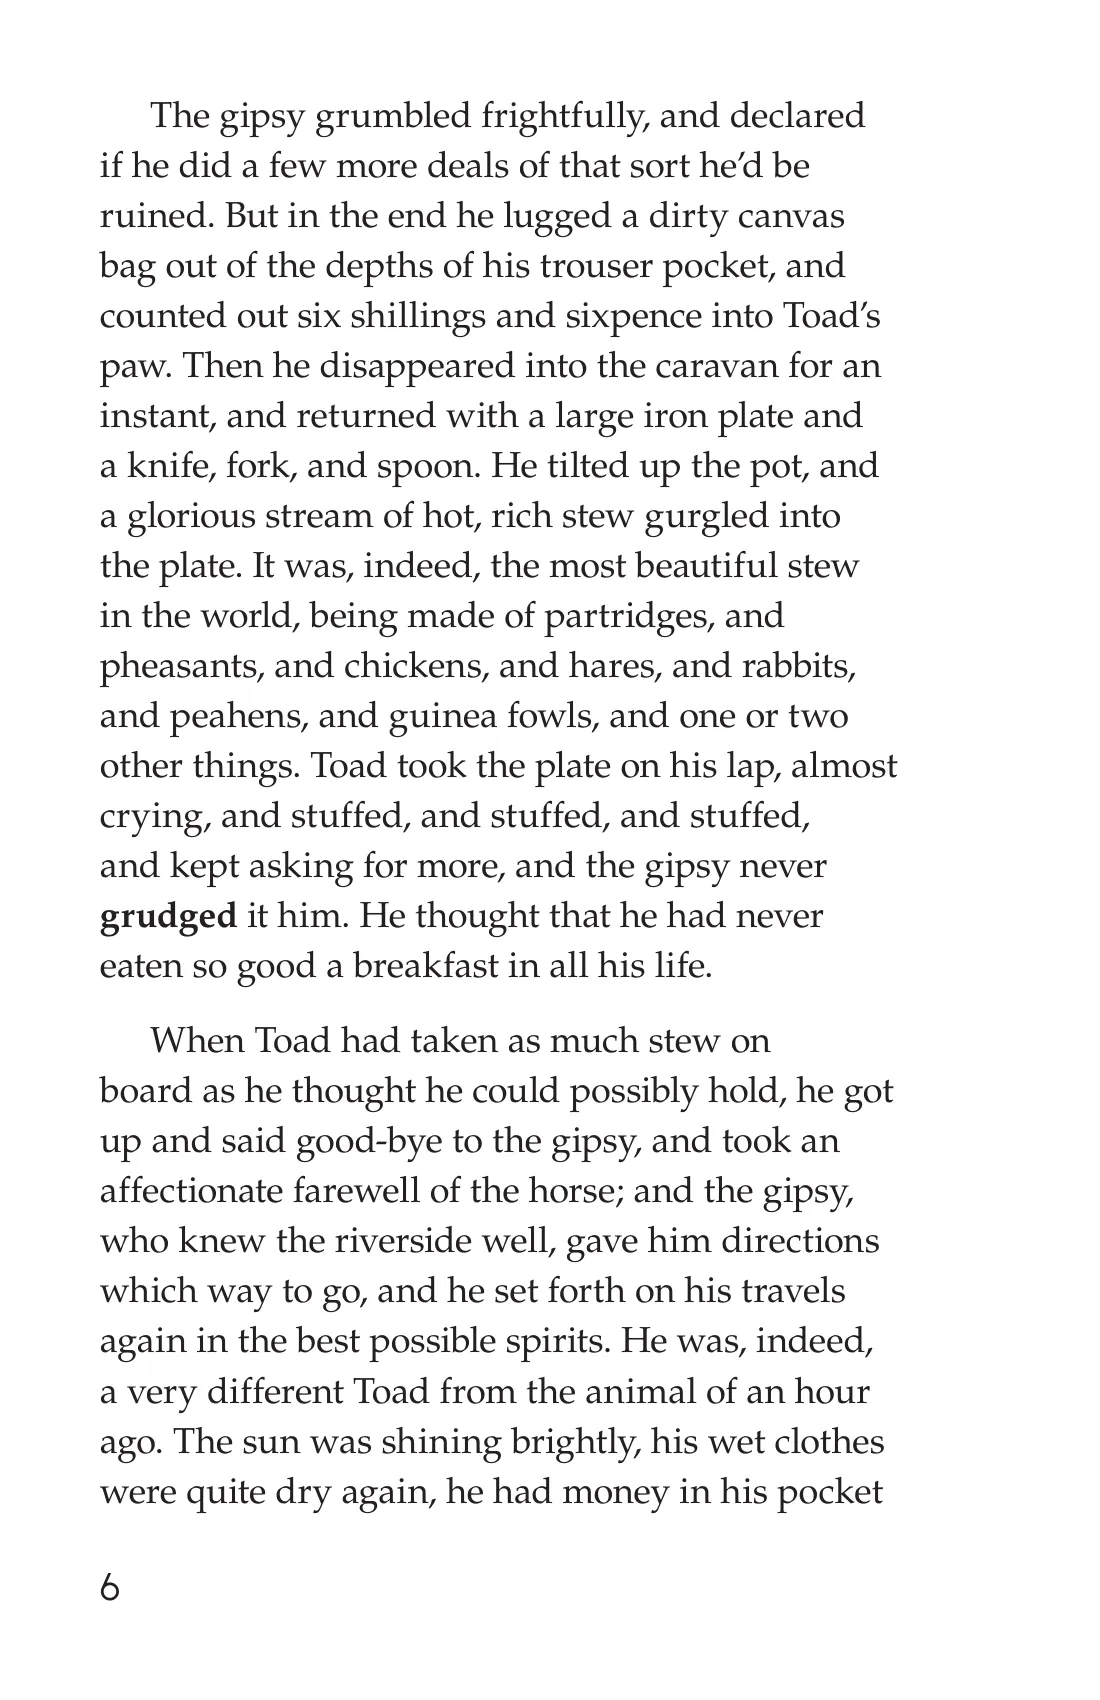 The gipsy grumbled frightfully, and declared
if he did a few more deals of that sort he’d be
ruined. But in the end he lugged a dirty canvas
bag out of the depths of his trouser pocket, and
counted out six shillings and sixpence into Toad’s
paw. Then he disappeared into the caravan for an
instant, and returned with a large iron plate and
a knife, fork, and spoon. He tilted up the pot, and
a glorious stream of hot, rich stew gurgled into
the plate. It was, indeed, the most beautiful stew
in the world, being made of partridges, and
pheasants, and chickens, and hares, and rabbits,
and peahens, and guinea fowls, and one or two
other things. Toad took the plate on his lap, almost
crying, and stuffed, and stuffed, and stuffed,
and kept asking for more, and the gipsy never
grudged it him. He thought that he had never
eaten so good a breakfast in all his life.
When Toad had taken as much stew on
board as he thought he could possibly hold, he got
up and said good-bye to the gipsy, and took an
affectionate farewell of the horse; and the gipsy,
who knew the riverside well, gave him directions
which way to go, and he set forth on his travels
again in the best possible spirits. He was, indeed,
a very different Toad from the animal of an hour
ago. The sun was shining brightly, his wet clothes
were quite dry again, he had money in his pocket
6